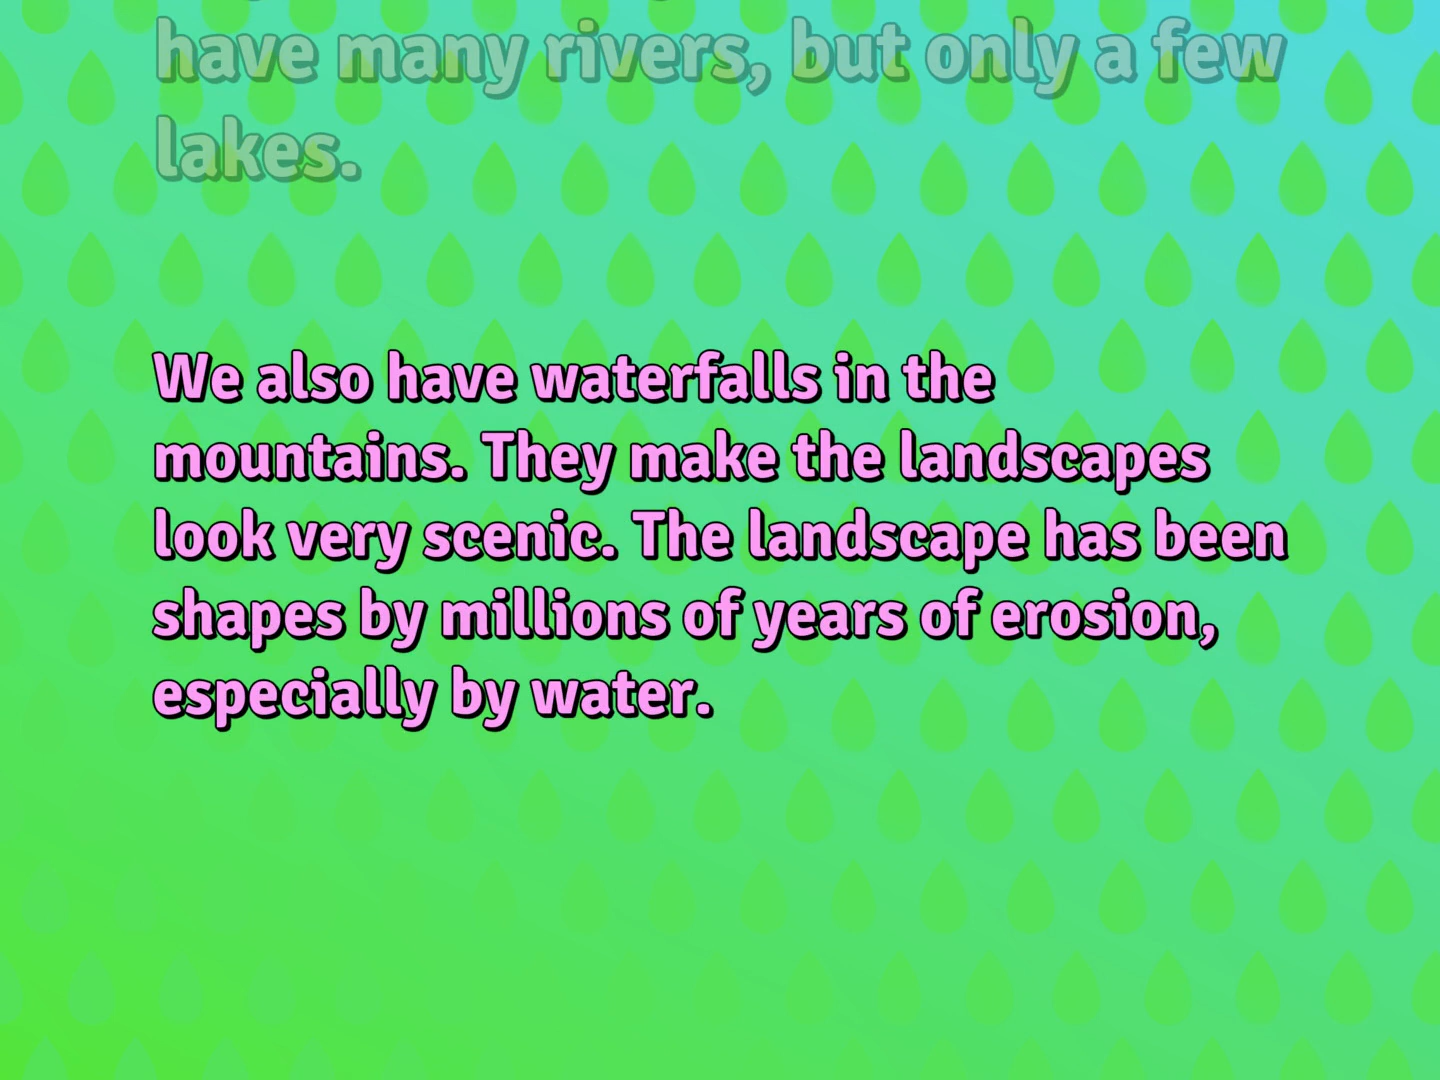 have many rivers, but only a few
lakes.
We also have waterfalls in the
mountains. They make the landscapes
look very scenic. The landscape has been
shapes by millions of years of erosion,
especially by water.